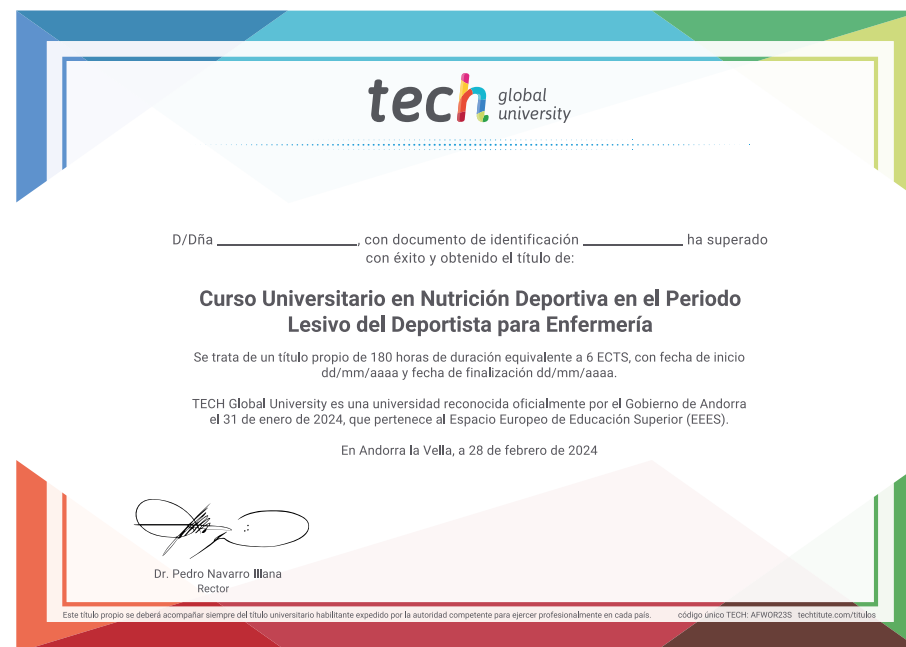 tech global university
D/Dña ____________________, con documento de identificación ______________ ha superado
con éxito y obtenido el título de:
Curso Universitario en Nutrición Deportiva en el Periodo
Lesivo del Deportista para Enfermería
Se trata de un título propio de 180 horas de duración equivalente a 6 ECTS, con fecha de inicio
dd/mm/aaaa y fecha de finalización dd/mm/aaaa.
TECH Global University es una universidad reconocida oficialmente por el Gobierno de Andorra
el 31 de enero de 2024, que pertenece al Espacio Europeo de Educación Superior (EEES).
En Andorra la Vella, a 28 de febrero de 2024
Dr. Pedro Navarro Illana
Rector
Este título propio se deberá acompañar siempre del título universitario habilitante expedido por la autoridad competente para ejercer profesionalmente en cada país. código único TECH: AFWOR23S techtitute.com/titulos